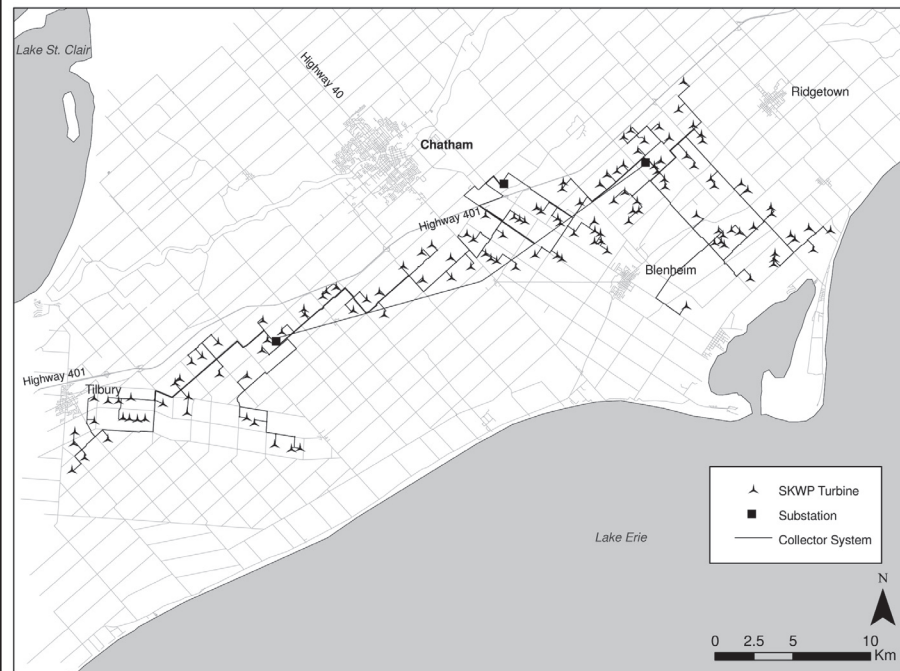 Lake St. Clair
Highway 40
Ridgetown
Chatham
Highway 401
Blenheim
Highway 401
Tilbury
SKWP Turbine
Substation
Collector System
Lake Erie
N
0 2.5 5 10
Km